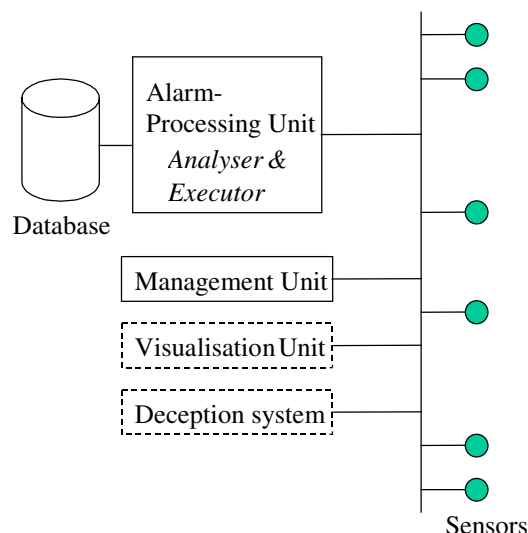 Alarm-
Processing Unit
Analyser &
Executor
Database
Management Unit
Visualisation Unit
Deception system
Sensors